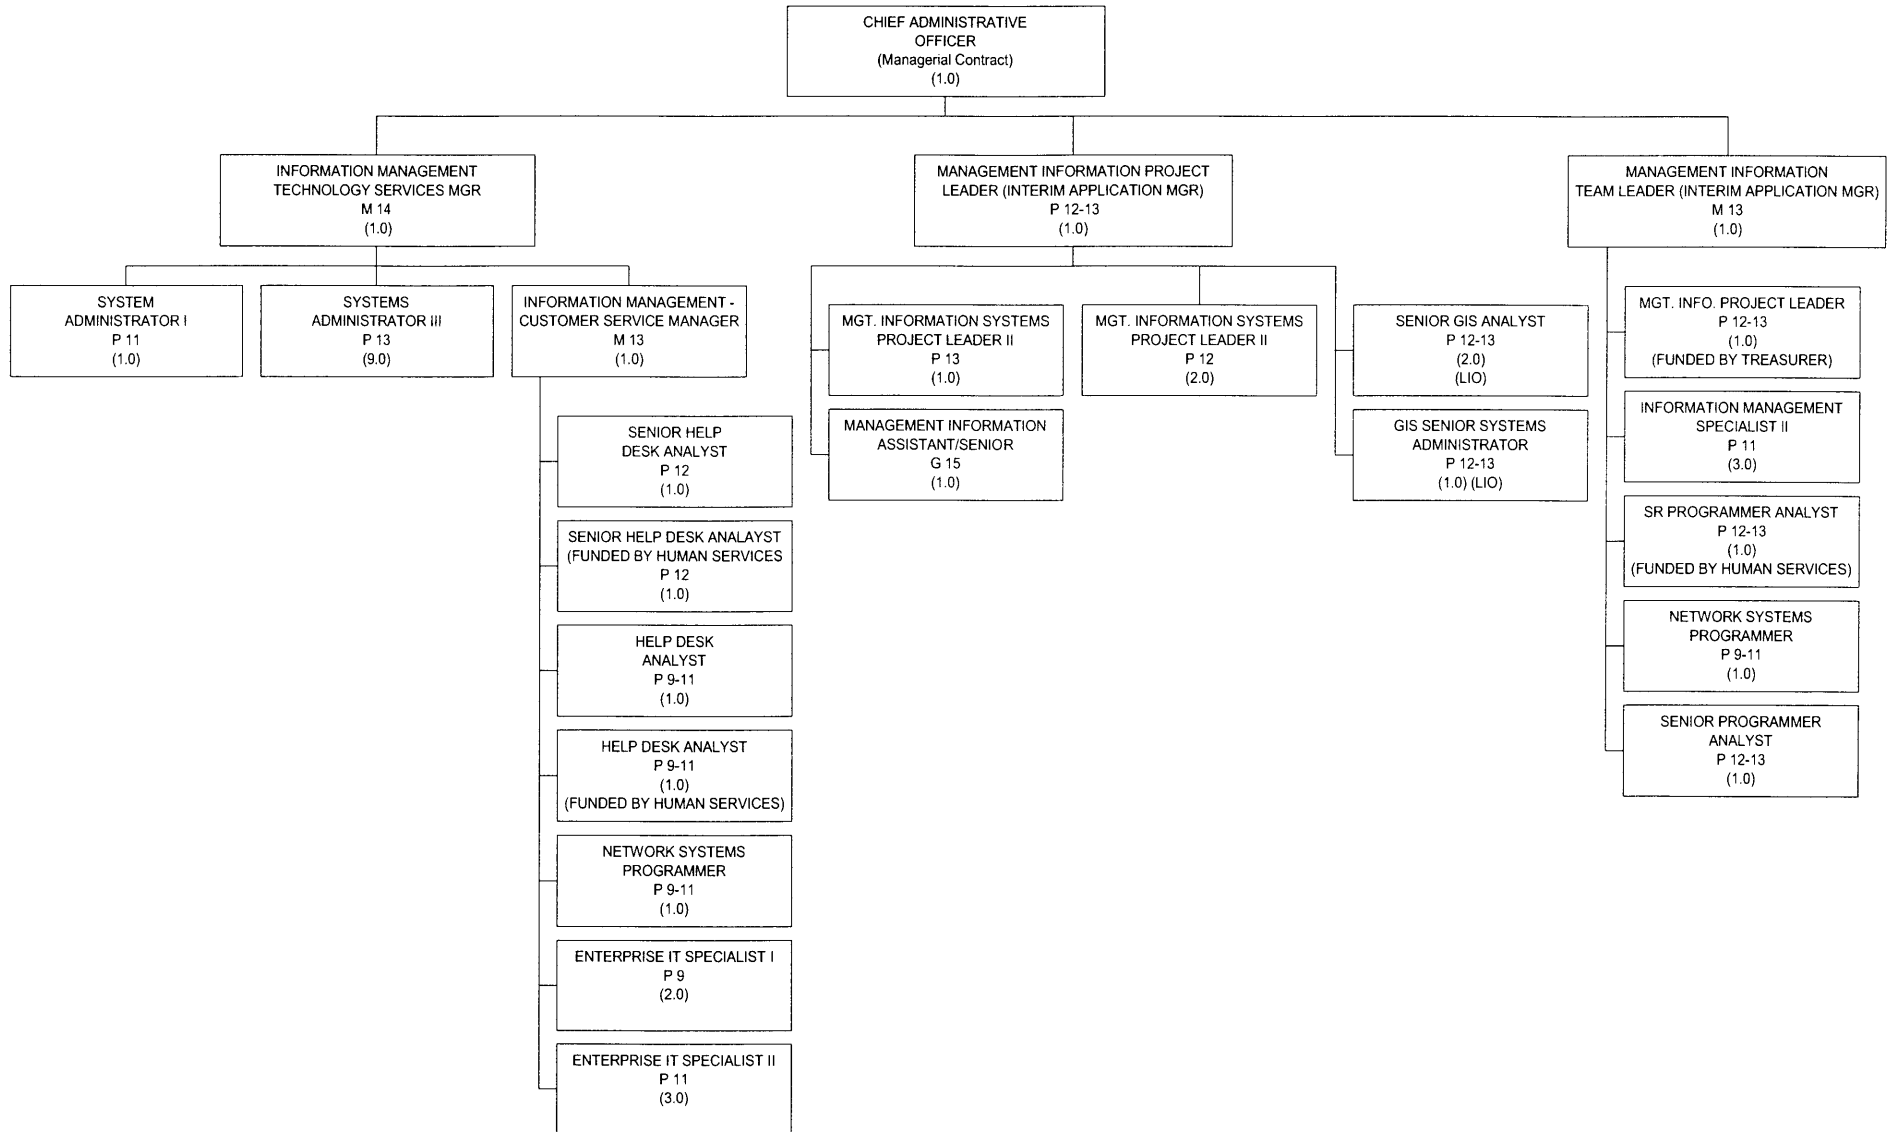 CHIEF ADMINISTRATIVE
OFFICER
(Managerial Contract)
(1.0)
INFORMATION MANAGEMENT
TECHNOLOGY SERVICES MGR
M 14
(1.0)
MANAGEMENT INFORMATION PROJECT
LEADER (INTERIM APPLICATION MGR)
P 12-13
(1.0)
MANAGEMENT INFORMATION
TEAM LEADER (INTERIM APPLICATION MGR)
M 13
(1.0)
SYSTEM
ADMINISTRATOR I
P 11
(1.0)
SYSTEMS
ADMINISTRATOR III
P 13
(9.0)
INFORMATION MANAGEMENT -
CUSTOMER SERVICE MANAGER
M 13
(1.0)
SENIOR HELP
DESK ANALYST
P 12
(1.0)
SENIOR HELP DESK ANALAYST
(FUNDED BY HUMAN SERVICES
P 12
(1.0)
HELP DESK
ANALYST
P 9-11
(1.0)
HELP DESK ANALYST
P 9-11
(1.0)
(FUNDED BY HUMAN SERVICES)
NETWORK SYSTEMS
PROGRAMMER
P 9-11
(1.0)
ENTERPRISE IT SPECIALIST I
P 9
(2.0)
ENTERPRISE IT SPECIALIST II
P 11
(3.0)
MGT. INFORMATION SYSTEMS
PROJECT LEADER II
P 13
(1.0)
MANAGEMENT INFORMATION
ASSISTANT/SENIOR
G 15
(1.0)
MGT. INFORMATION SYSTEMS
PROJECT LEADER II
P 12
(2.0)
SENIOR GIS ANALYST
P 12-13
(2.0)
(LIO)
GIS SENIOR SYSTEMS
ADMINISTRATOR
P 12-13
(1.0) (LIO)
MGT. INFO. PROJECT LEADER
P 12-13
(1.0)
(FUNDED BY TREASURER)
INFORMATION MANAGEMENT
SPECIALIST II
P 11
(3.0)
SR PROGRAMMER ANALYST
P 12-13
(1.0)
(FUNDED BY HUMAN SERVICES)
NETWORK SYSTEMS
PROGRAMMER
P 9-11
(1.0)
SENIOR PROGRAMMER
ANALYST
P 12-13
(1.0)